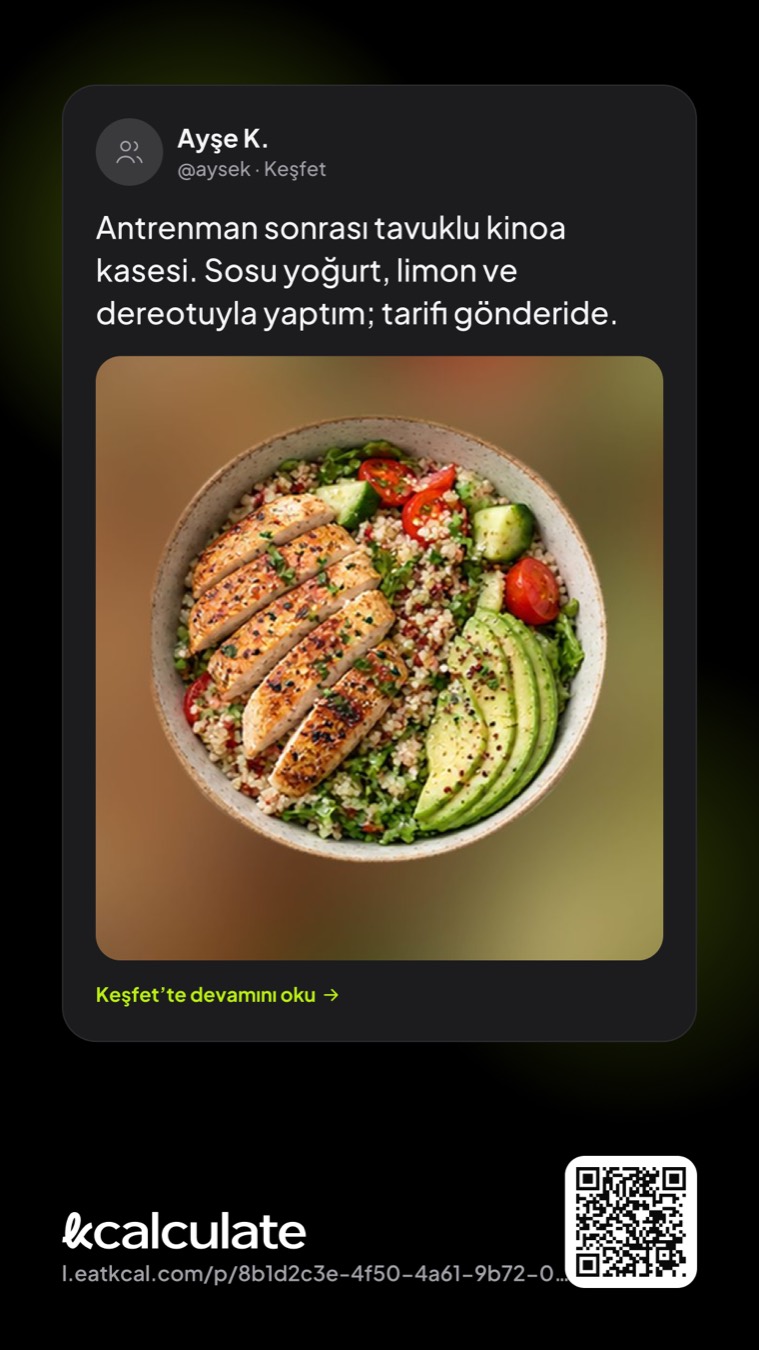 Ayşe K.
@aysek · Keşfet
Antrenman sonrası tavuklu kinoa
kasesi. Sosu yoğurt, limon ve
dereotuyla yaptım; tarifi gönderide.
Keşfet’te devamını oku →
kcalculate
l.eatkcal.com/p/8b1d2c3e-4f50-4a61-9b72-0…